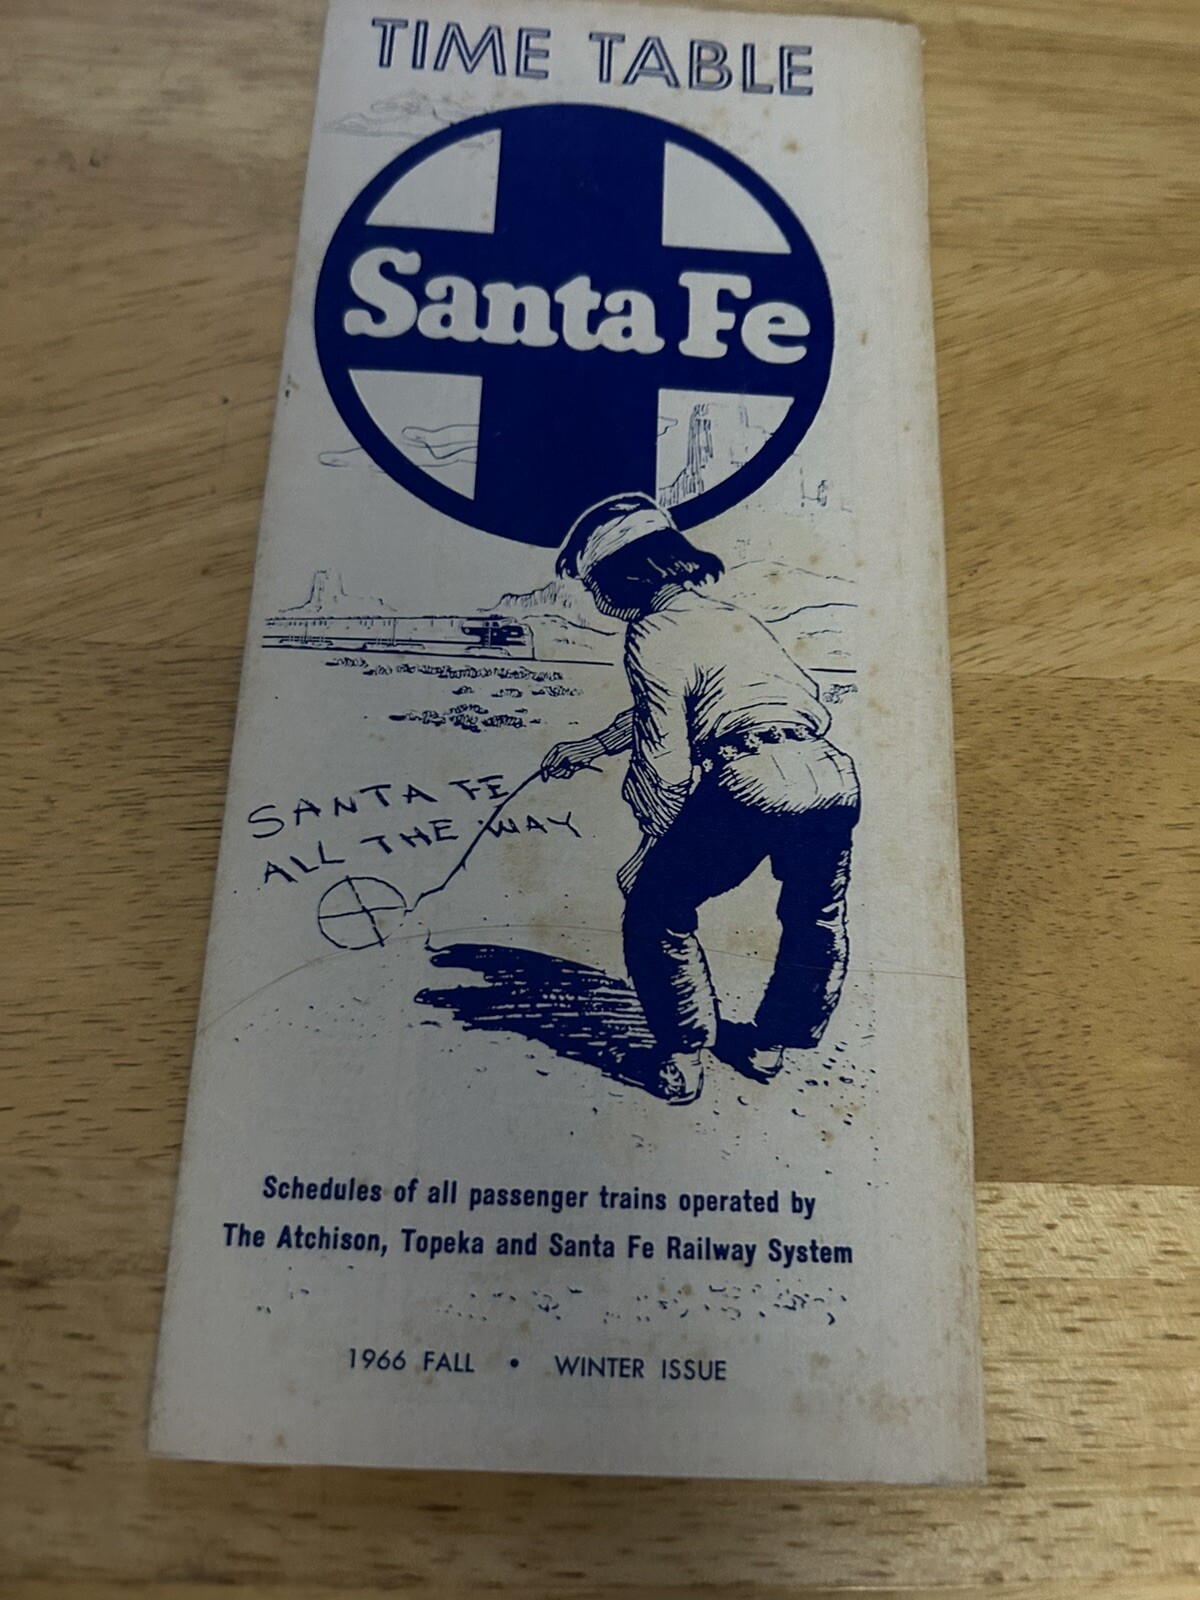 TIME TABLE
Santa Fe
SANTA FE
ALL THE WAY
Schedules of all passenger trains operated by
The Atchison, Topeka and Santa Fe Railway System
1966 FALL • WINTER ISSUE